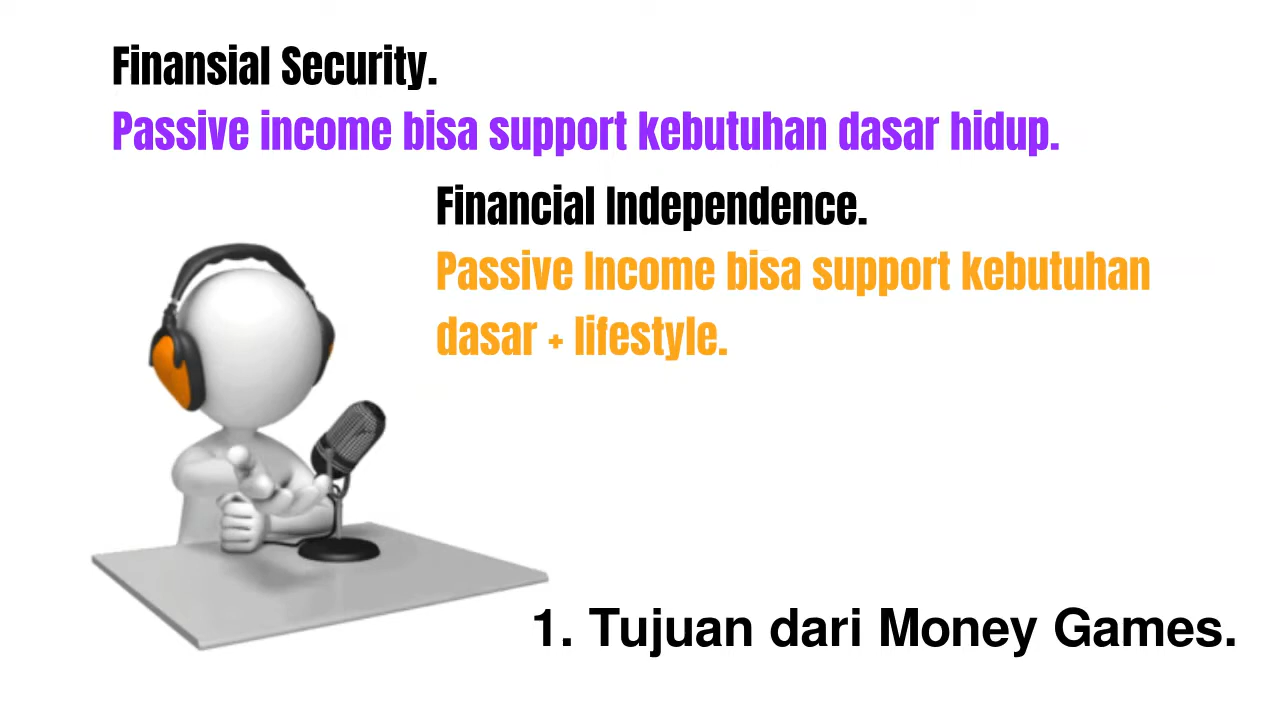 Finansial Security.
Passive income bisa support kebutuhan dasar hidup.
Financial Independence.
Passive Income bisa support kebutuhan
dasar + lifestyle.
1. Tujuan dari Money Games.